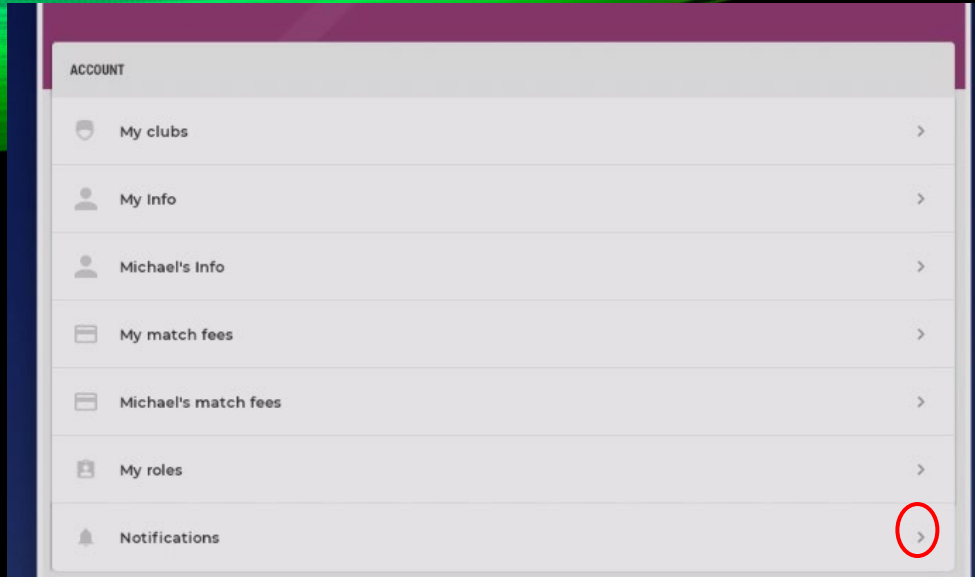 ACCOUNT
My clubs
My Info
Michael's Info
My match fees
Michael's match fees
My roles
Notifications